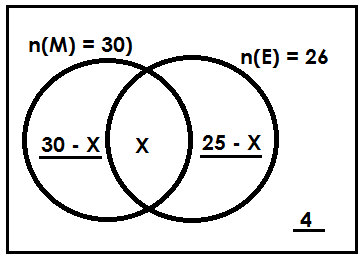 n(M) = 30)
n(E) = 26
30 - X
X
25 - X
4